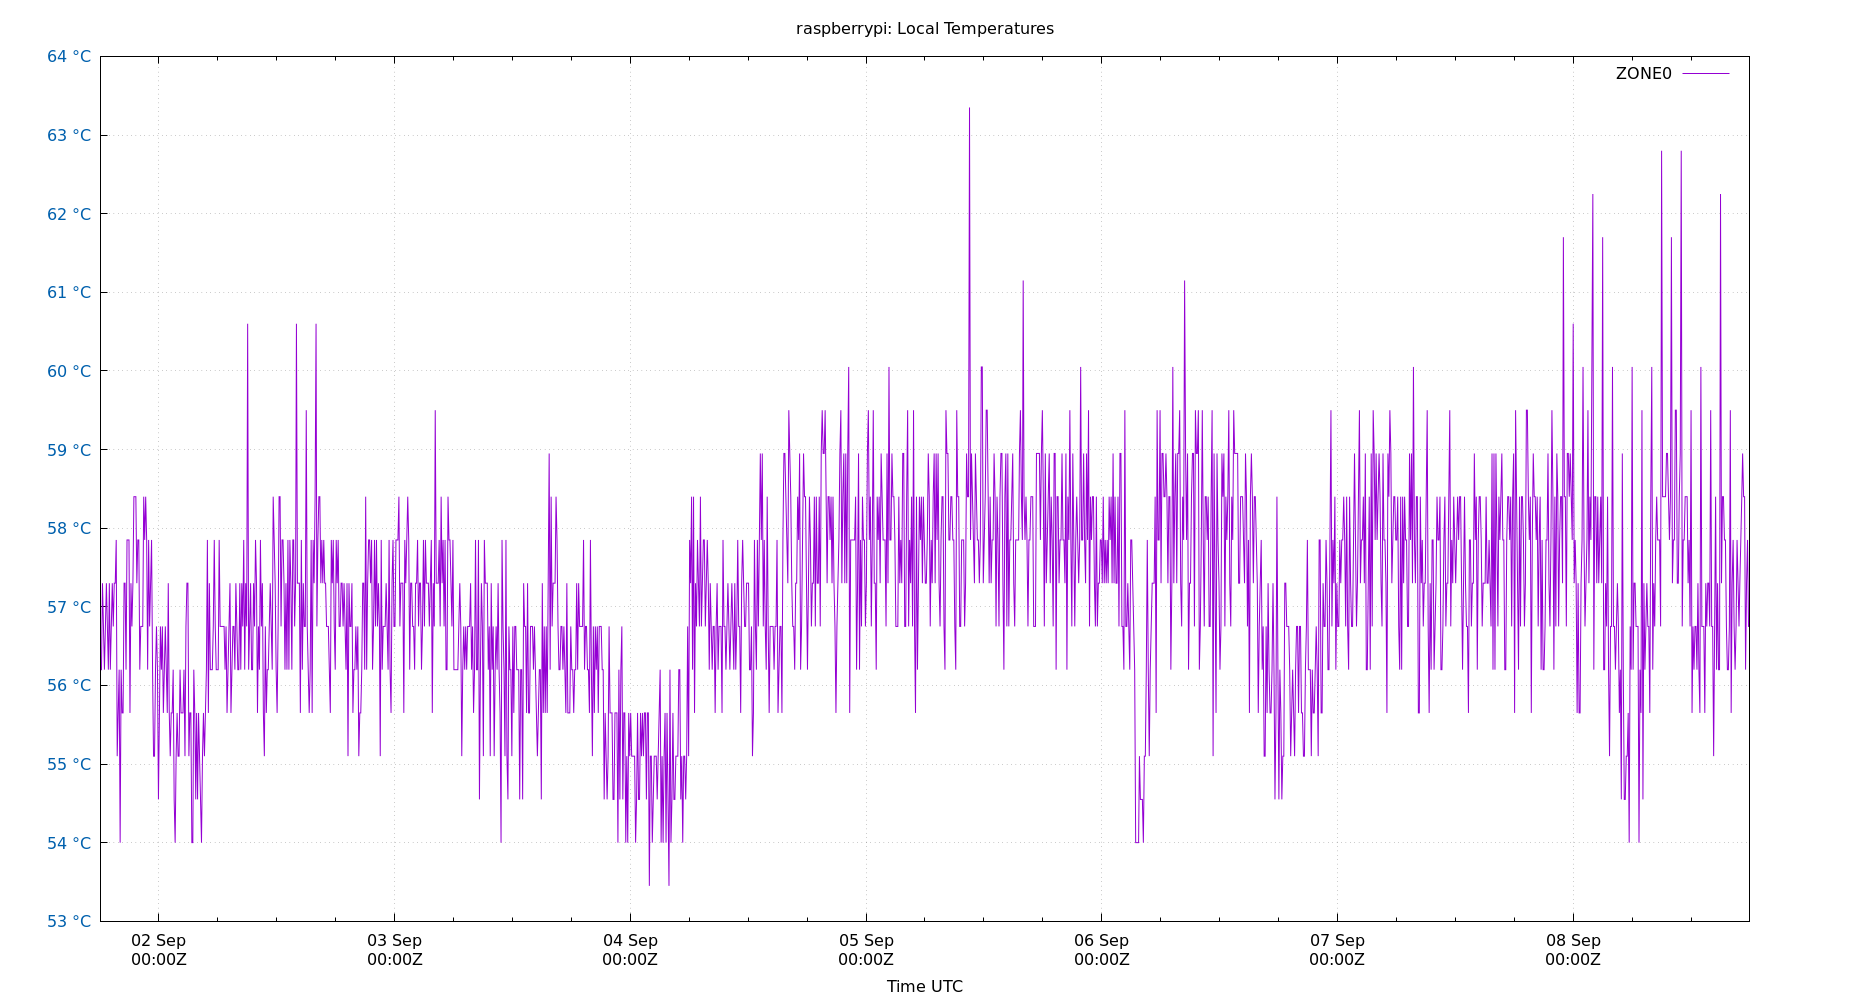 raspberrypi: Local Temperatures
64 °C
ZONE0
63 °C
62 °C
61 °C
60 °C
59 °C
58 °C
57 °C
56 °C
55 °C
54 °C
53 °C
02 Sep 03 Sep 04 Sep 05 Sep 06 Sep 07 Sep 08 Sep
00:00Z 00:00Z 00:00Z 00:00Z 00:00Z 00:00Z 00:00Z
Time UTC